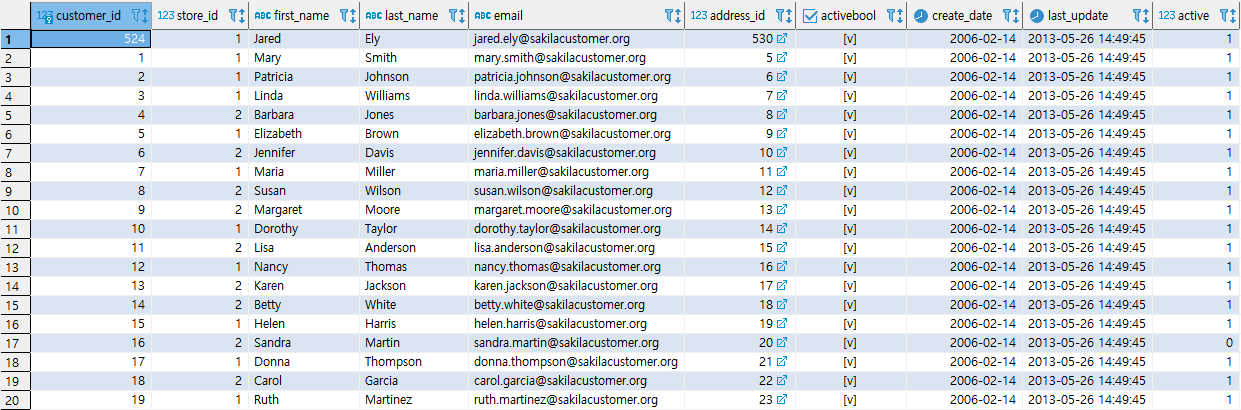 123 customer_id 123 store_id ABC first_name ABC last_name ABC email 123 address_id activebool create_date last_update 123 active
1 524 1 Jared Ely jared.ely@sakilacustomer.org 530 [v] 2006-02-14 2013-05-26 14:49:45 1
2 1 1 Mary Smith mary.smith@sakilacustomer.org 5 [v] 2006-02-14 2013-05-26 14:49:45 1
3 2 1 Patricia Johnson patricia.johnson@sakilacustomer.org 6 [v] 2006-02-14 2013-05-26 14:49:45 1
4 3 1 Linda Williams linda.williams@sakilacustomer.org 7 [v] 2006-02-14 2013-05-26 14:49:45 1
5 4 2 Barbara Jones barbara.jones@sakilacustomer.org 8 [v] 2006-02-14 2013-05-26 14:49:45 1
6 5 1 Elizabeth Brown elizabeth.brown@sakilacustomer.org 9 [v] 2006-02-14 2013-05-26 14:49:45 1
7 6 2 Jennifer Davis jennifer.davis@sakilacustomer.org 10 [v] 2006-02-14 2013-05-26 14:49:45 1
8 7 1 Maria Miller maria.miller@sakilacustomer.org 11 [v] 2006-02-14 2013-05-26 14:49:45 1
9 8 2 Susan Wilson susan.wilson@sakilacustomer.org 12 [v] 2006-02-14 2013-05-26 14:49:45 1
10 9 2 Margaret Moore margaret.moore@sakilacustomer.org 13 [v] 2006-02-14 2013-05-26 14:49:45 1
11 10 1 Dorothy Taylor dorothy.taylor@sakilacustomer.org 14 [v] 2006-02-14 2013-05-26 14:49:45 1
12 11 2 Lisa Anderson lisa.anderson@sakilacustomer.org 15 [v] 2006-02-14 2013-05-26 14:49:45 1
13 12 1 Nancy Thomas nancy.thomas@sakilacustomer.org 16 [v] 2006-02-14 2013-05-26 14:49:45 1
14 13 2 Karen Jackson karen.jackson@sakilacustomer.org 17 [v] 2006-02-14 2013-05-26 14:49:45 1
15 14 2 Betty White betty.white@sakilacustomer.org 18 [v] 2006-02-14 2013-05-26 14:49:45 1
16 15 1 Helen Harris helen.harris@sakilacustomer.org 19 [v] 2006-02-14 2013-05-26 14:49:45 1
17 16 2 Sandra Martin sandra.martin@sakilacustomer.org 20 [v] 2006-02-14 2013-05-26 14:49:45 0
18 17 1 Donna Thompson donna.thompson@sakilacustomer.org 21 [v] 2006-02-14 2013-05-26 14:49:45 1
19 18 2 Carol Garcia carol.garcia@sakilacustomer.org 22 [v] 2006-02-14 2013-05-26 14:49:45 1
20 19 1 Ruth Martinez ruth.martinez@sakilacustomer.org 23 [v] 2006-02-14 2013-05-26 14:49:45 1